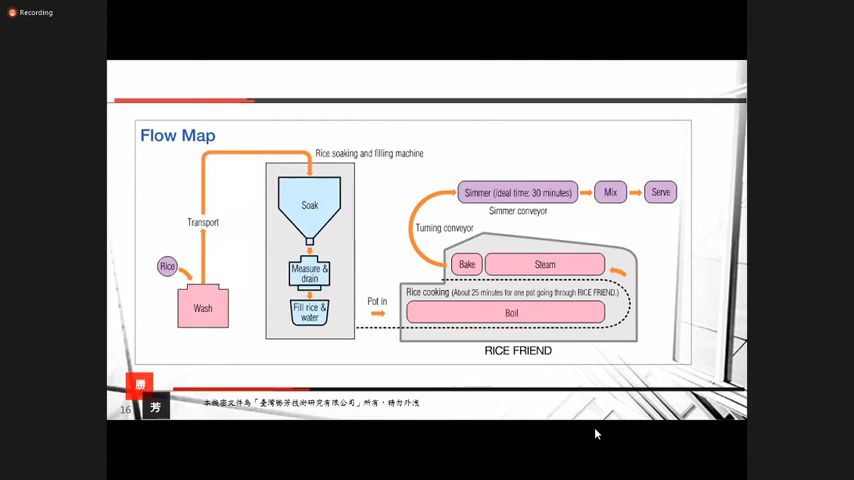 Recording
Flow Map
Rice soaking and filling machine
Soak
Simmer (ideal time: 30 minutes)
Mix
Serve
Simmer conveyor
Transport
Turning conveyor
Rice
Measure &
drain
Bake
Steam
Rice cooking (About 25 minutes for one pot going through RICE FRIEND.)
Wash
Fill rice &
water
Pot in
Boil
RICE FRIEND
勝
16
芳
本機密文件為「臺灣勝芳技術研究有限公司」所有，請勿外洩